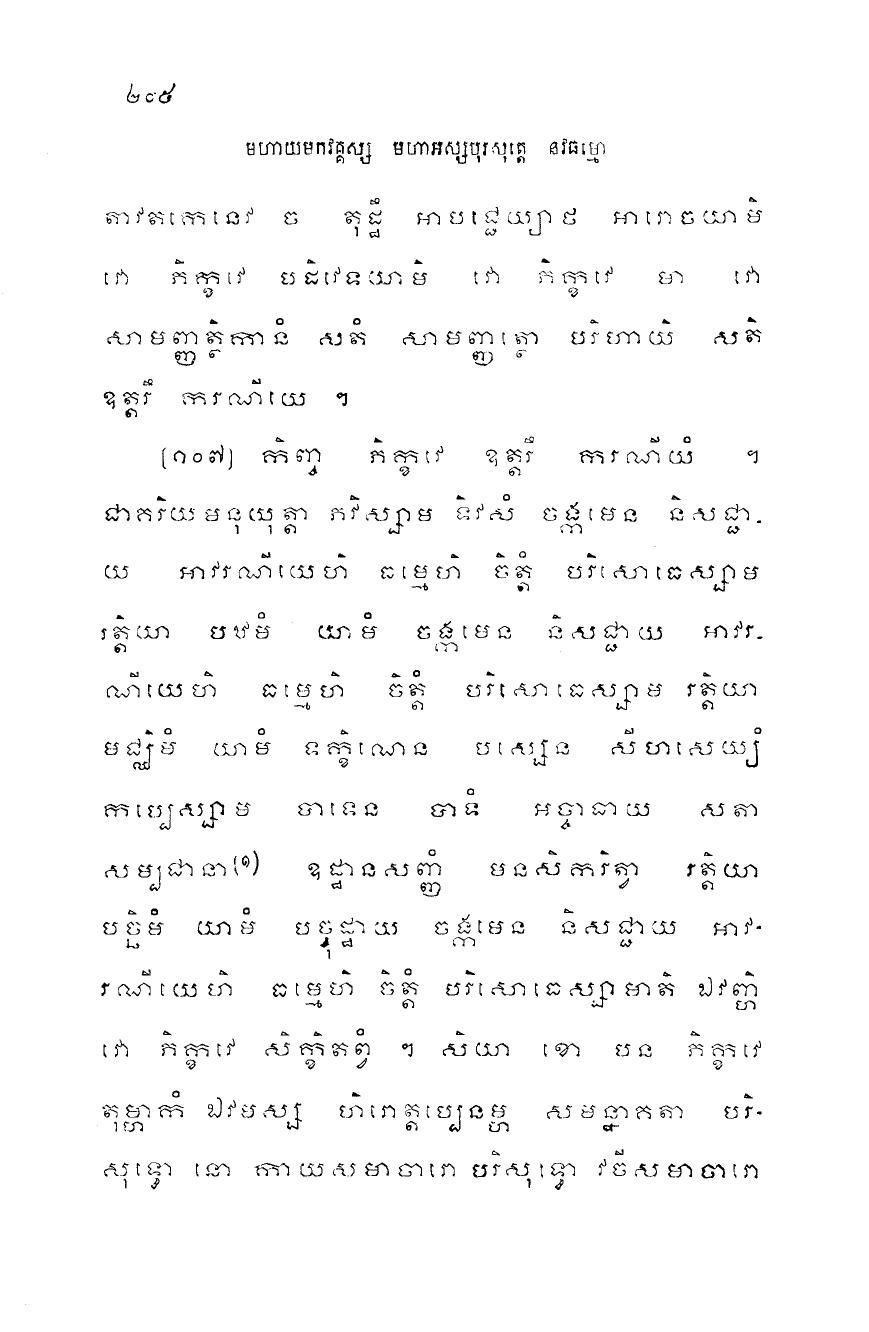 ២៩៥
មហាយមកវគ្គស្ស មហាអស្សបុរសុត្តេ នវធម្មោ
តាវតកេនេវ ច តុដ្ឋឹ អាបជ្ជេយ្យាថ អារោចយាមិ
វោ ភិក្ខវេ បដិវេទយាមិ វោ ភិក្ខវេ មា វោ
សាមញ្ញត្ថិកានំ សតំ សាមញ្ញត្ថោ បរិហាយិ សតិ
ឧត្តរឹ ករណីយេ ។
(១០៧) កិញ្ច ភិក្ខវេ ឧត្តរឹ ករណីយំ ។
ជាគរិយមនុយុត្តា ភវិស្សាម ទិវសំ ចង្កមេន និសជ្ជា-
យ អាវរណីយេហិ ធម្មេហិ ចិត្តំ បរិសោធេស្សាម
រត្តិយា បឋមំ យាមំ ចង្កមេន និសជ្ជាយ អាវរ-
ណីយេហិ ធម្មេហិ ចិត្តំ បរិសោធេស្សាម រត្តិយា
មជ្ឈិមំ យាមំ ទក្ខិណេន បស្សេន សីហសេយ្យំ
កប្បេស្សាម បាទេន បាទំ អច្ចាធាយ សតា
សម្បជានា(១) ឧដ្ឋានសញ្ញំ មនសិករិត្វា រត្តិយា
បច្ឆិមំ យាមំ បច្ចុដ្ឋាយ ចង្កមេន និសជ្ជាយ អាវ-
រណីយេហិ ធម្មេហិ ចិត្តំ បរិសោធេស្សាមាតិ ឯវញ្ហិ
វោ ភិក្ខវេ សិក្ខិតព្វំ ។ សិយា ខោ បន ភិក្ខវេ
តុម្ហាកំ ឯវមស្ស ហិរោត្តប្បេនម្ហ សមន្នាគតា បរិ-
សុទ្ធោ នោ កាយសមាចារោ បរិសុទ្ធោ វចីសមាចារោ